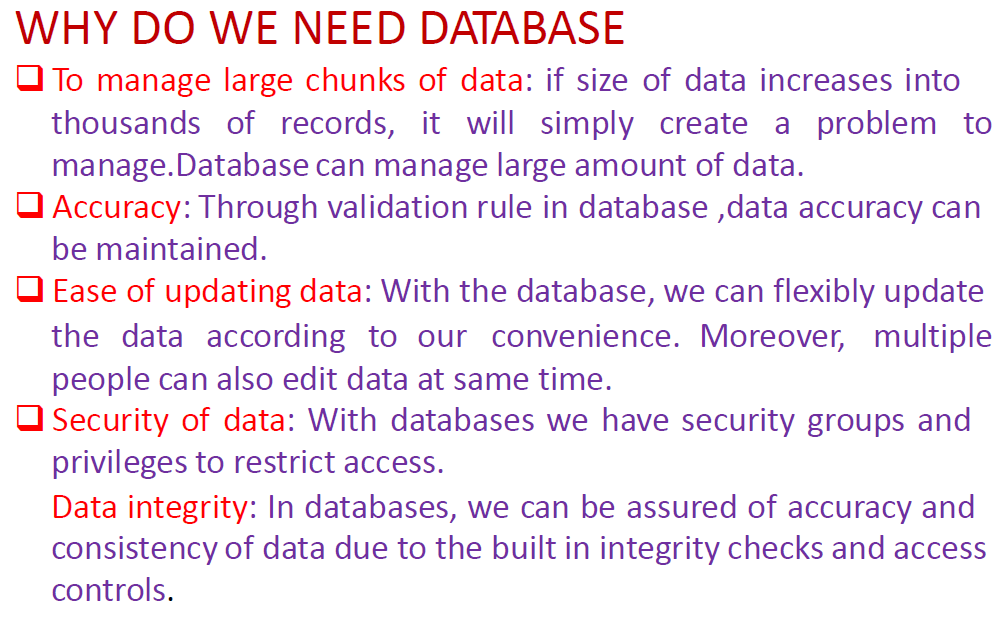 WHY DO WE NEED DATABASE
❑ To manage large chunks of data: if size of data increases into
thousands of records, it will simply create a problem to
manage.Database can manage large amount of data.
❑ Accuracy: Through validation rule in database ,data accuracy can
be maintained.
❑ Ease of updating data: With the database, we can flexibly update
the data according to our convenience. Moreover, multiple
people can also edit data at same time.
❑ Security of data: With databases we have security groups and
privileges to restrict access.
Data integrity: In databases, we can be assured of accuracy and
consistency of data due to the built in integrity checks and access
controls.